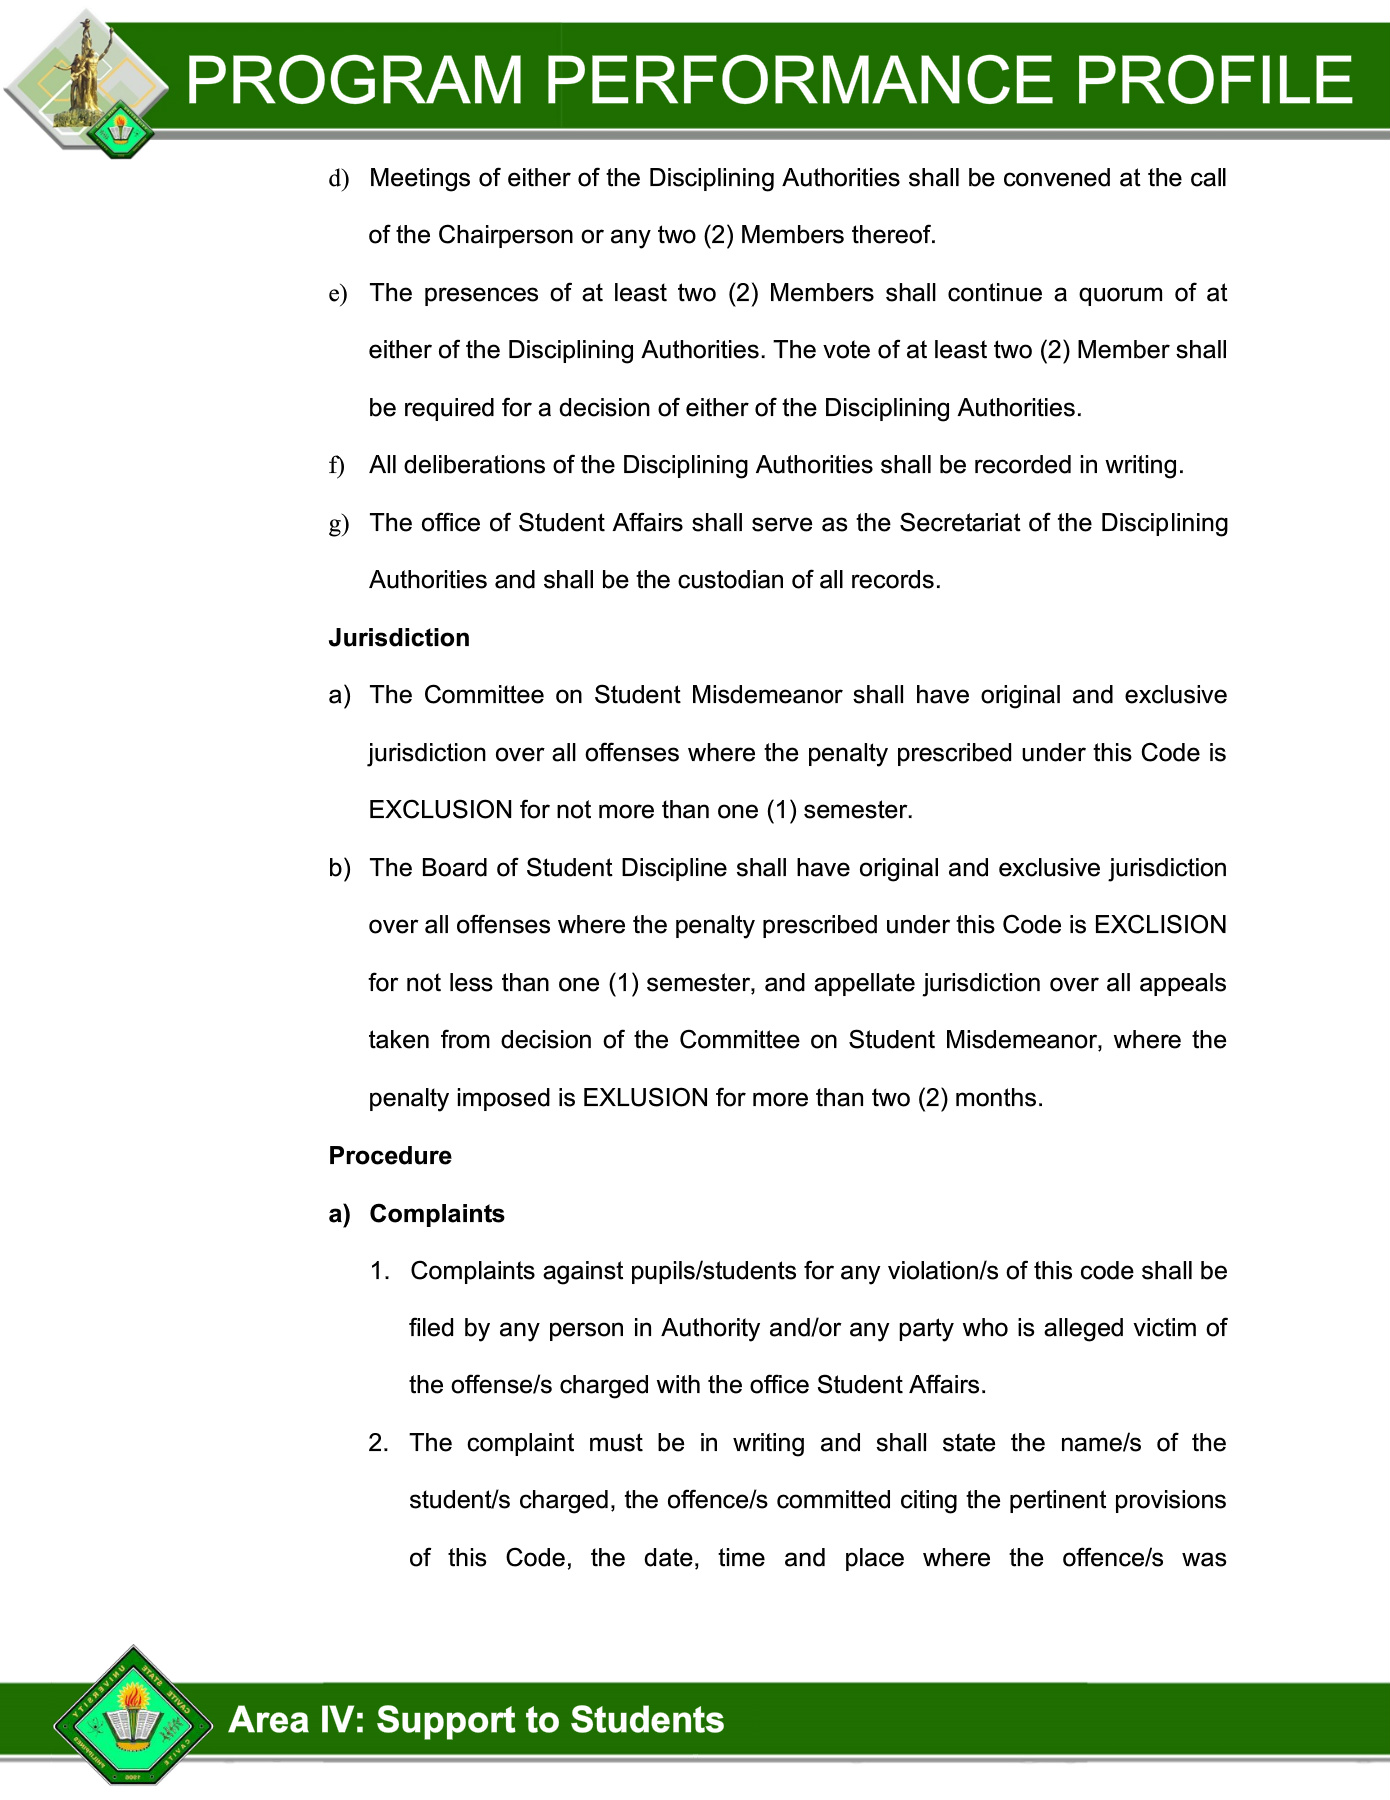 PROGRAM PERFORMANCE PROFILE
d) Meetings of either of the Disciplining Authorities shall be convened at the call
of the Chairperson or any two (2) Members thereof.
e) The presences of at least two (2) Members shall continue a quorum of at
either of the Disciplining Authorities. The vote of at least two (2) Member shall
be required for a decision of either of the Disciplining Authorities.
f) All deliberations of the Disciplining Authorities shall be recorded in writing.
g) The office of Student Affairs shall serve as the Secretariat of the Disciplining
Authorities and shall be the custodian of all records.
Jurisdiction
a) The Committee on Student Misdemeanor shall have original and exclusive
jurisdiction over all offenses where the penalty prescribed under this Code is
EXCLUSION for not more than one (1) semester.
b) The Board of Student Discipline shall have original and exclusive jurisdiction
over all offenses where the penalty prescribed under this Code is EXCLISION
for not less than one (1) semester, and appellate jurisdiction over all appeals
taken from decision of the Committee on Student Misdemeanor, where the
penalty imposed is EXLUSION for more than two (2) months.
Procedure
a) Complaints
1. Complaints against pupils/students for any violation/s of this code shall be
filed by any person in Authority and/or any party who is alleged victim of
the offense/s charged with the office Student Affairs.
2. The complaint must be in writing and shall state the name/s of the
student/s charged, the offence/s committed citing the pertinent provisions
of this Code, the date, time and place where the offence/s was
CAVITE STATE UNIVERSITY
CAVITE
PHILIPPINES
Area IV: Support to Students